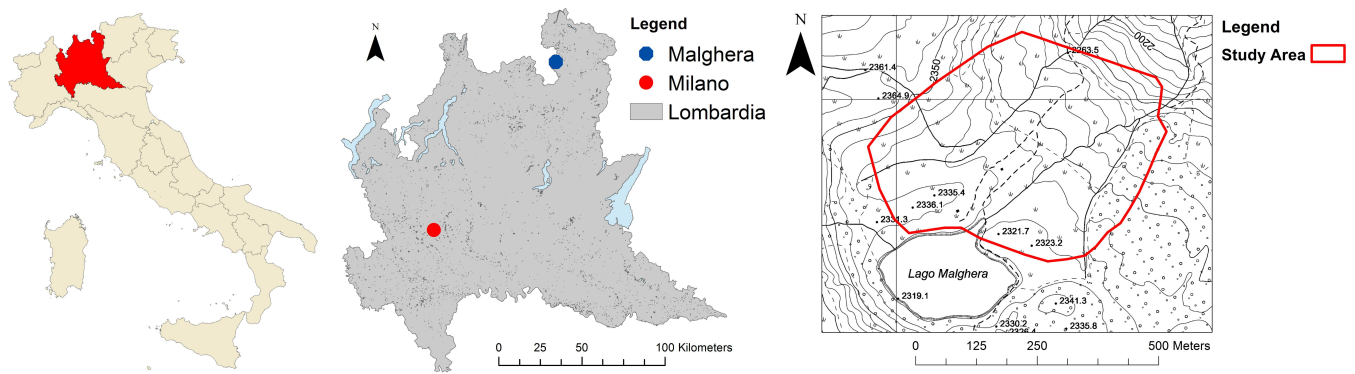 N
Legend
Malghera
Milano
Lombardia
0 25 50 100 Kilometers
N
Legend
Study Area
2263.5
2200
2350
2361.4
2364.9
2335.4
2336.1
2331.3
2321.7
2323.2
Lago Malghera
2319.1
2341.3
2330.2
2335.8
0 125 250 500 Meters